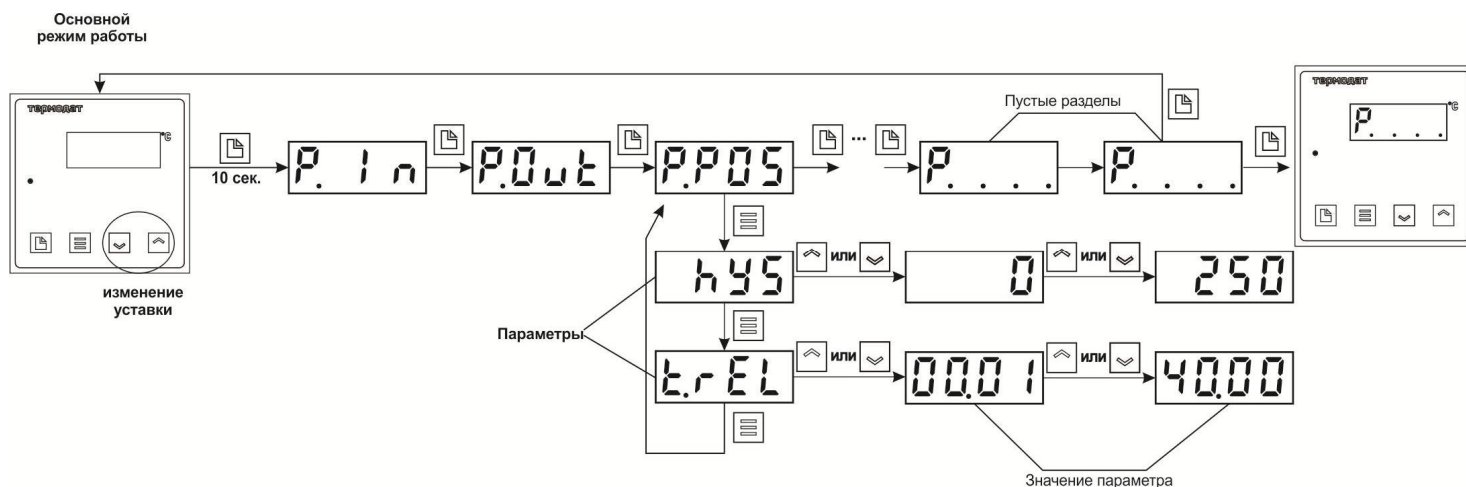 Основной
режим работы
термодат
°C
10 сек.
P. In
P.Out
P.POS
...
P. . . .
P. . . .
Пустые разделы
термодат
°C
P. . . .
изменение
уставки
Параметры
hYS
или
0
или
250
t.rEL
или
00.01
или
40.00
Значение параметра